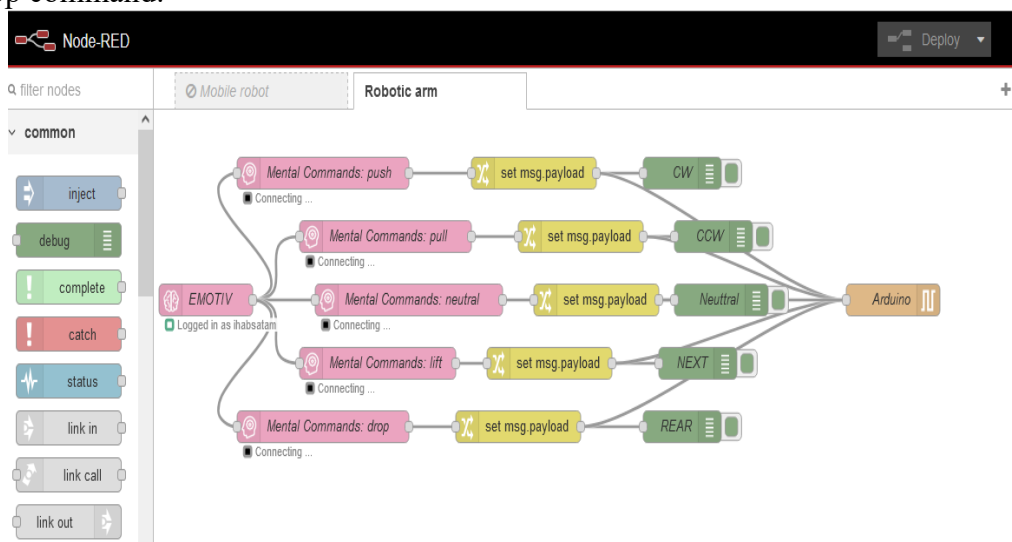 command.
Node-RED
Deploy
filter nodes
Mobile robot
Robotic arm
common
inject
debug
complete
catch
status
link in
link call
link out
Mental Commands: push
Connecting ...
set msg.payload
CW
Mental Commands: pull
Connecting ...
set msg.payload
CCW
EMOTIV
Logged in as ihabsatam
Mental Commands: neutral
Connecting ...
set msg.payload
Neuttral
Arduino
Mental Commands: lift
Connecting ...
set msg.payload
NEXT
Mental Commands: drop
Connecting ...
set msg.payload
REAR